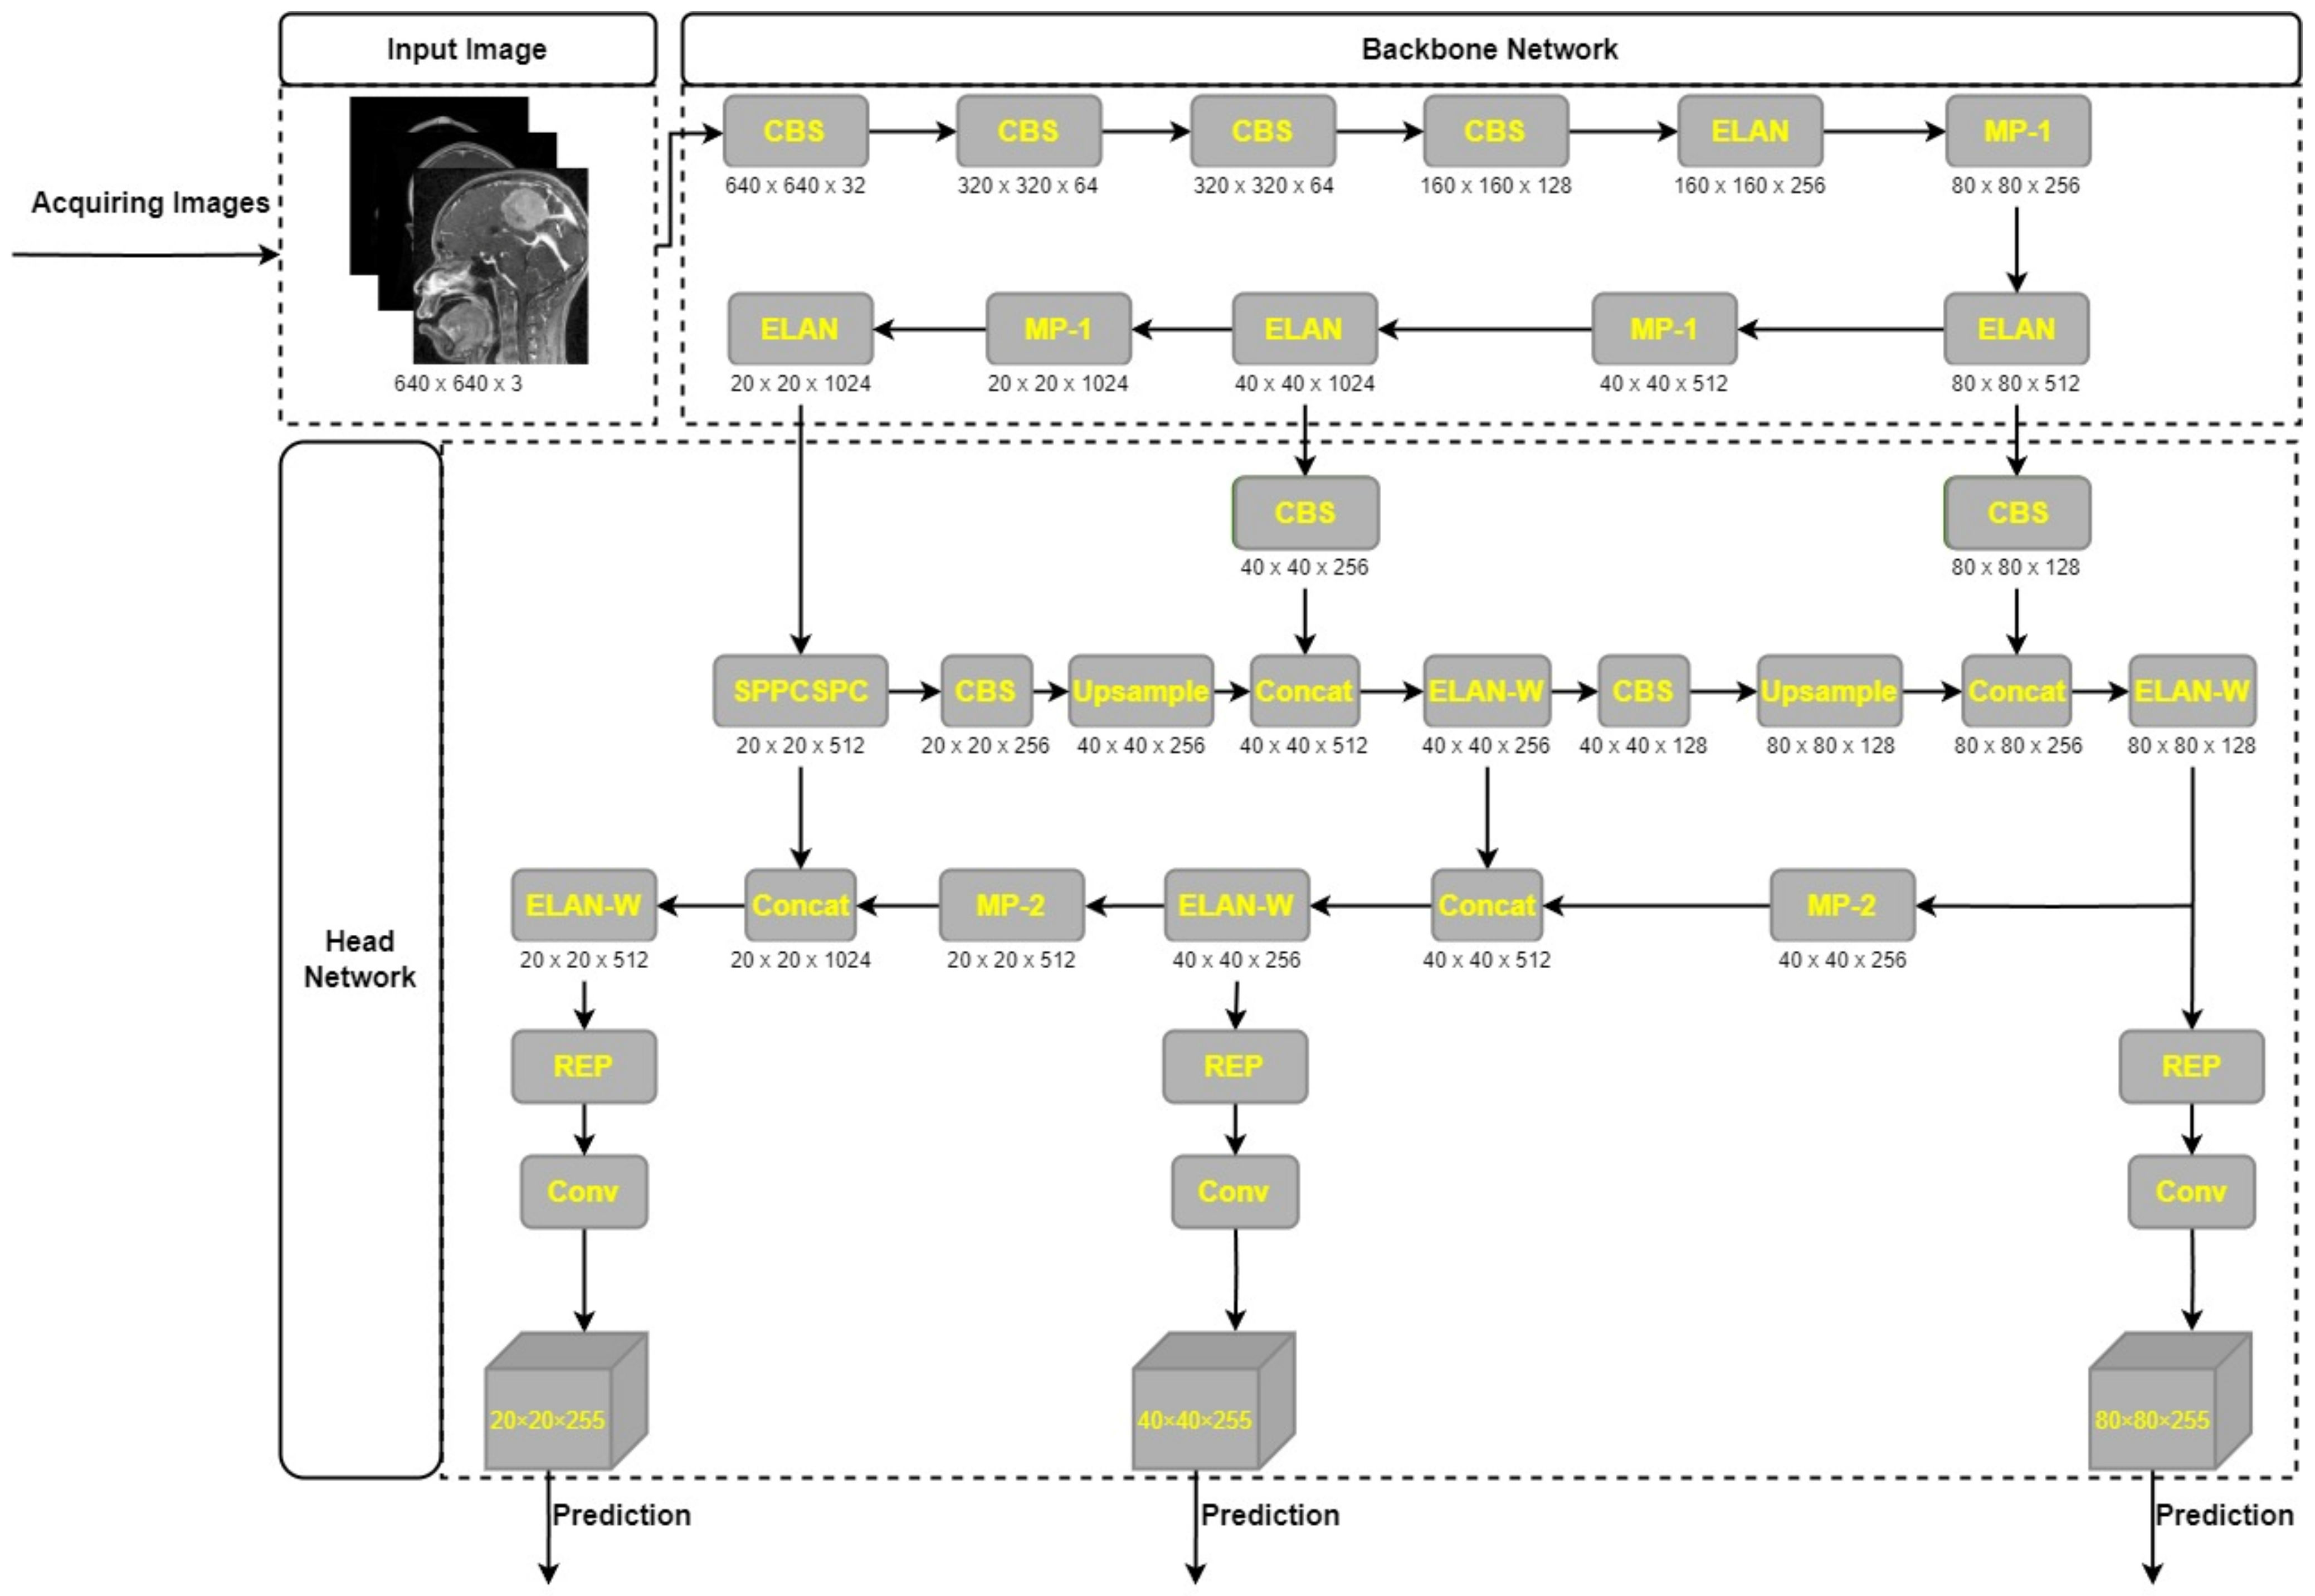 Input Image
Backbone Network
Acquiring Images
640 x 640 x 3
CBS
CBS
CBS
CBS
ELAN
MP-1
640 x 640 x 32
320 x 320 x 64
320 x 320 x 64
160 x 160 x 128
160 x 160 x 256
80 x 80 x 256
ELAN
MP-1
ELAN
MP-1
ELAN
20 x 20 x 1024
20 x 20 x 1024
40 x 40 x 1024
40 x 40 x 512
80 x 80 x 512
Head
Network
CBS
CBS
40 x 40 x 256
80 x 80 x 128
SPPCSPC
CBS
Upsample
Concat
ELAN-W
CBS
Upsample
Concat
ELAN-W
20 x 20 x 512
20 x 20 x 256
40 x 40 x 256
40 x 40 x 512
40 x 40 x 256
40 x 40 x 128
80 x 80 x 128
80 x 80 x 256
80 x 80 x 128
ELAN-W
Concat
MP-2
ELAN-W
Concat
MP-2
20 x 20 x 512
20 x 20 x 1024
20 x 20 x 512
40 x 40 x 256
40 x 40 x 512
40 x 40 x 256
REP
REP
REP
Conv
Conv
Conv
20×20×255
40×40×255
80×80×255
Prediction
Prediction
Prediction